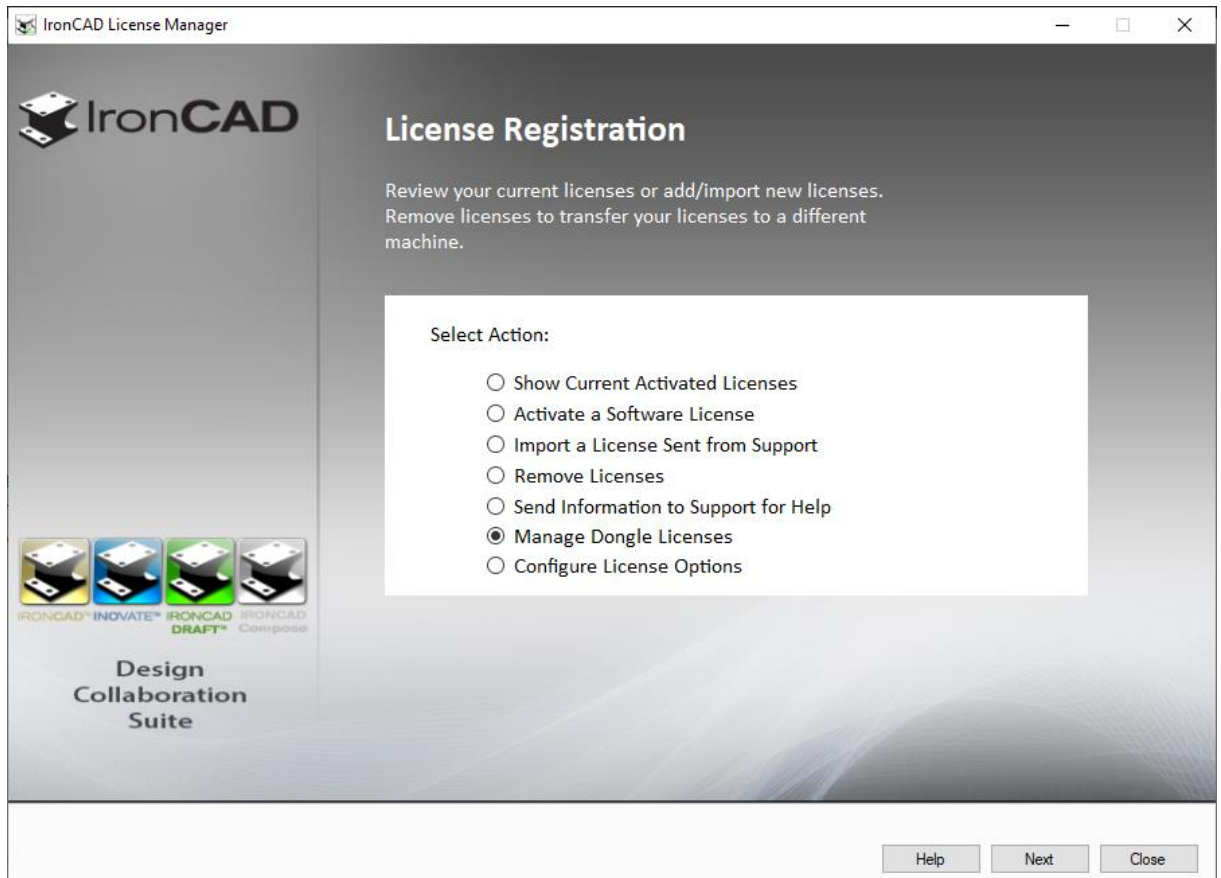 IronCAD License Manager
IronCAD
License Registration
Review your current licenses or add/import new licenses.
Remove licenses to transfer your licenses to a different
machine.
Select Action:
Show Current Activated Licenses
Activate a Software License
Import a License Sent from Support
Remove Licenses
Send Information to Support for Help
Manage Dongle Licenses
Configure License Options
IRONCAD™ INOVATE™ IRONCAD DRAFT™ IRONCAD Compose
Design
Collaboration
Suite
Help Next Close